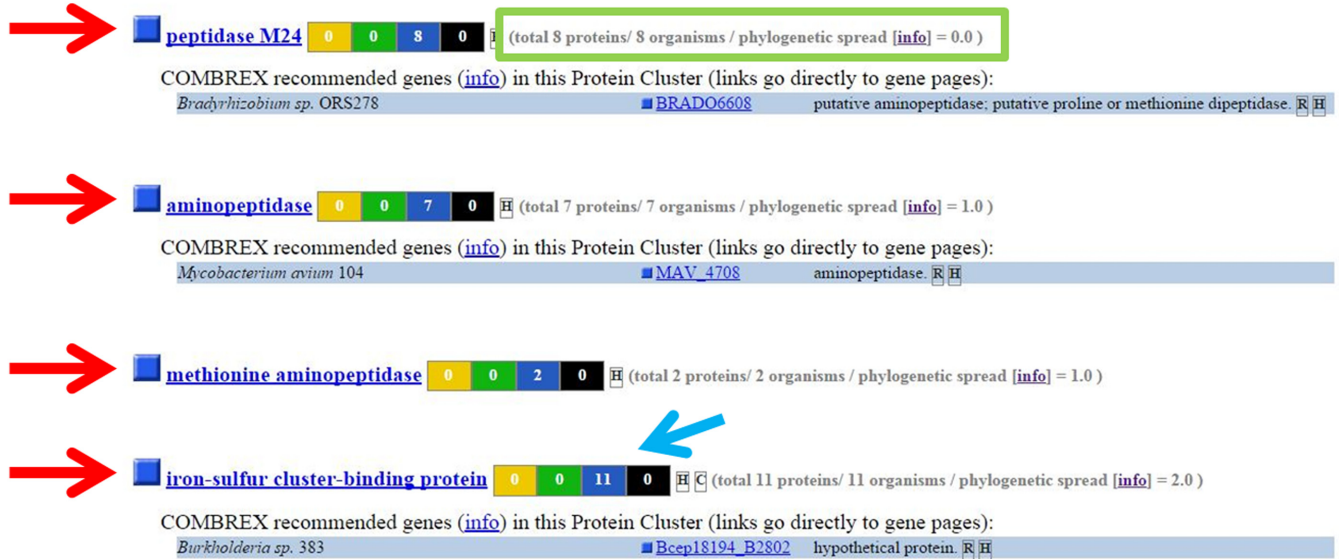 peptidase M24 0 0 8 0 H (total 8 proteins/ 8 organisms / phylogenetic spread [info] = 0.0 )
COMBREX recommended genes (info) in this Protein Cluster (links go directly to gene pages):
Bradyrhizobium sp. ORS278 BRADO6608 putative aminopeptidase; putative proline or methionine dipeptidase. R H
aminopeptidase 0 0 7 0 H (total 7 proteins/ 7 organisms / phylogenetic spread [info] = 1.0 )
COMBREX recommended genes (info) in this Protein Cluster (links go directly to gene pages):
Mycobacterium avium 104 MAV_4708 aminopeptidase. R H
methionine aminopeptidase 0 0 2 0 H (total 2 proteins/ 2 organisms / phylogenetic spread [info] = 1.0 )
iron-sulfur cluster-binding protein 0 0 11 0 H C (total 11 proteins/ 11 organisms / phylogenetic spread [info] = 2.0 )
COMBREX recommended genes (info) in this Protein Cluster (links go directly to gene pages):
Burkholderia sp. 383 Bcep18194_B2802 hypothetical protein. R H